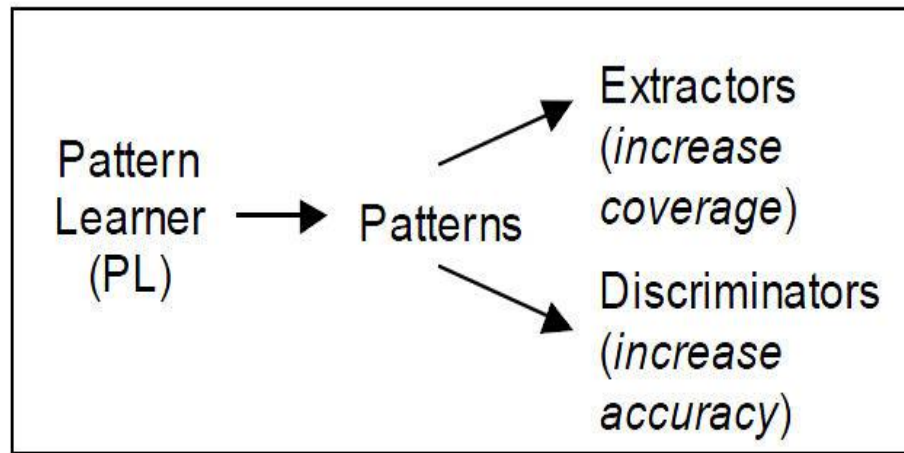 Pattern
Learner
(PL)
Patterns
Extractors
(increase
coverage)
Discriminators
(increase
accuracy)